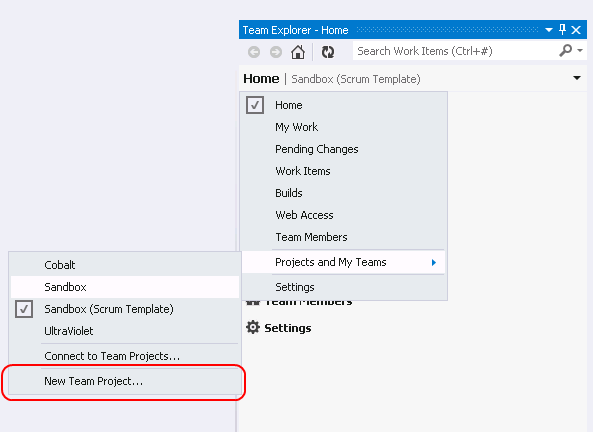 Team Explorer - Home
Search Work Items (Ctrl+#)
Home | Sandbox (Scrum Template)
Home
My Work
Pending Changes
Work Items
Builds
Web Access
Team Members
Projects and My Teams
Settings
Team Members
Settings
Cobalt
Sandbox
Sandbox (Scrum Template)
UltraViolet
Connect to Team Projects...
New Team Project...